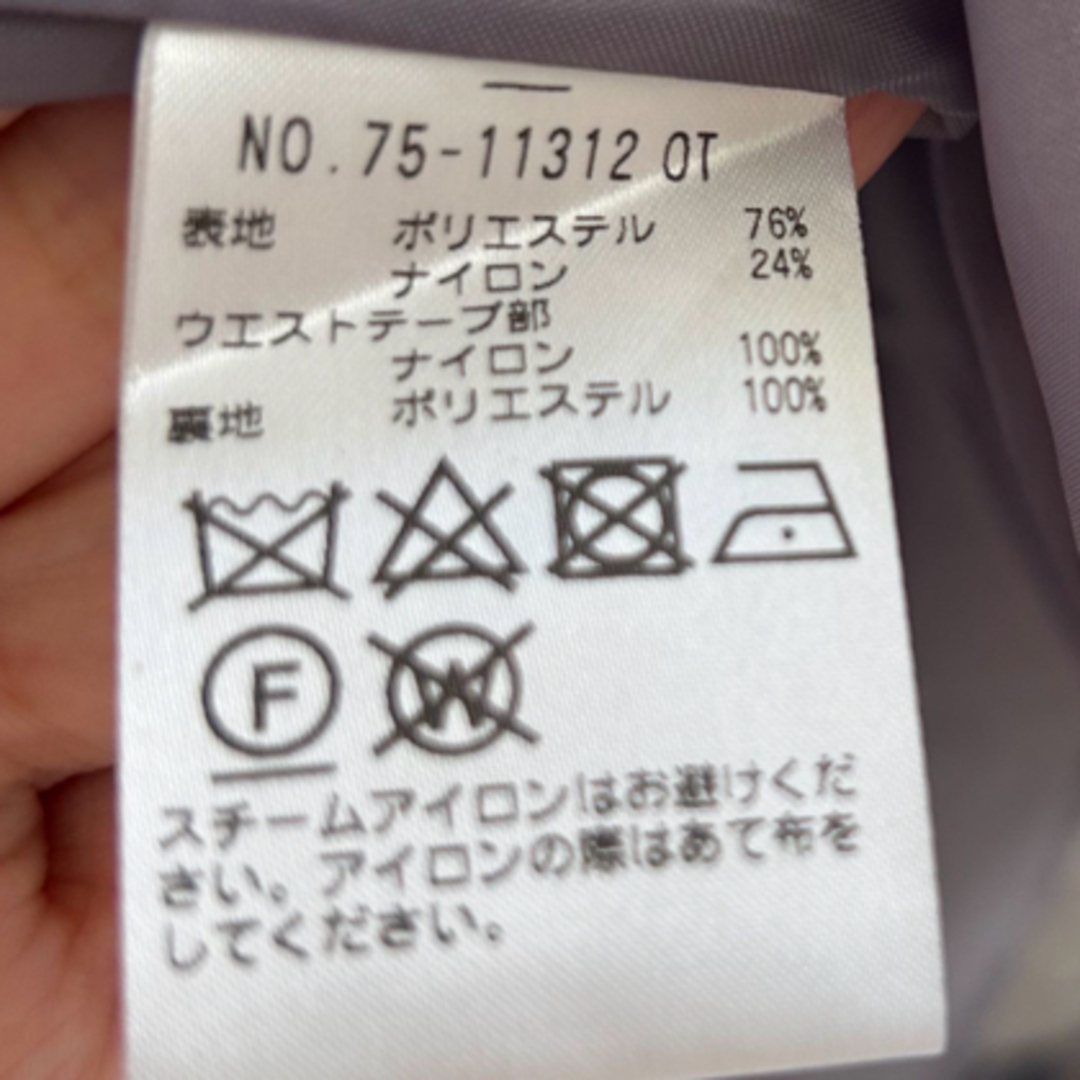 NO.75-11312 OT
表地 ポリエステル 76%
ナイロン 24%
ウエストテープ部
ナイロン 100%
裏地 ポリエステル 100%
F W
スチームアイロンはお避けくだ
さい。アイロンの際はあて布を
してください。